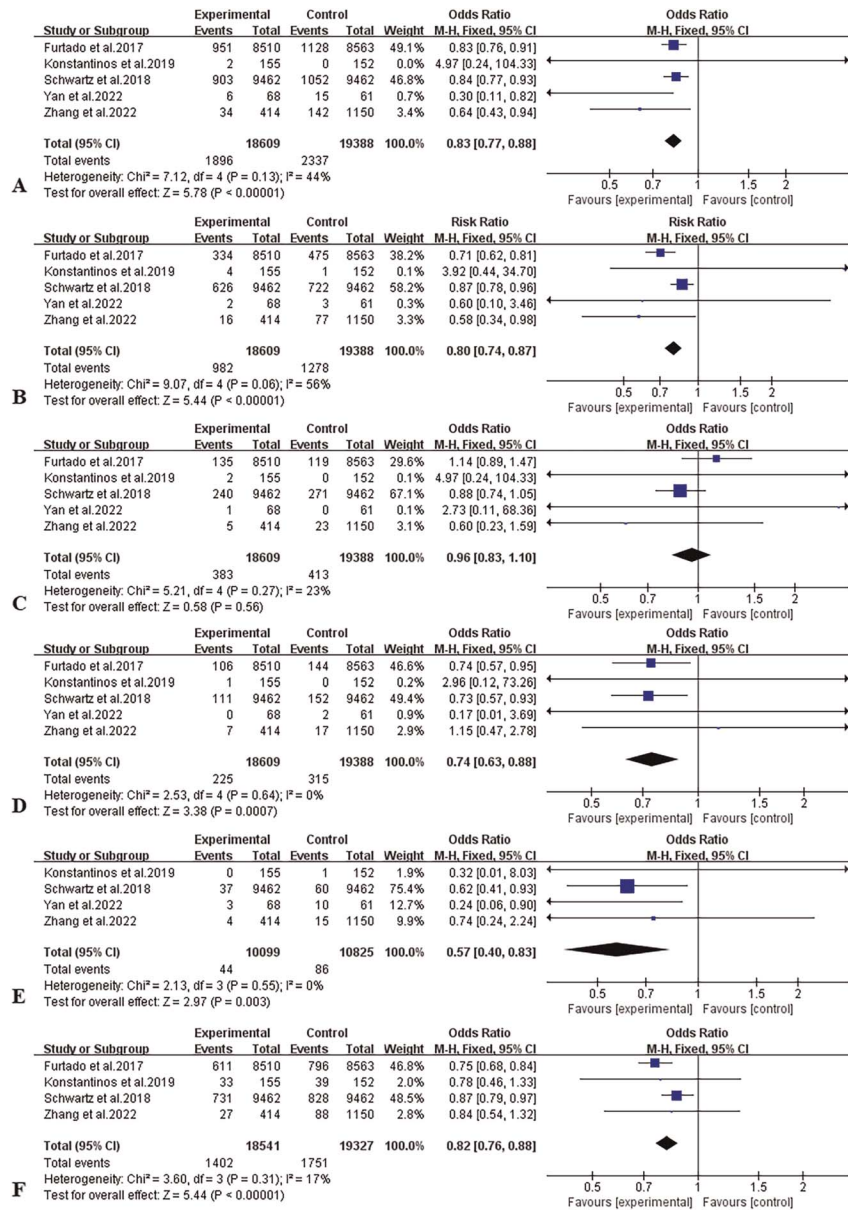 Experimental Control Odds Ratio Odds Ratio
Study or Subgroup Events Total Events Total Weight M-H, Fixed, 95% CI M-H, Fixed, 95% CI
Furtado et al.2017 951 8510 1128 8563 49.1% 0.83 [0.76, 0.91]
Konstantinos et al.2019 2 155 0 152 0.1% 4.97 [0.24, 104.33]
Schwartz et al.2018 903 9462 1052 9462 46.8% 0.84 [0.77, 0.93]
Yan et al.2022 6 68 15 61 0.7% 0.30 [0.11, 0.82]
Zhang et al.2022 34 414 142 1150 3.4% 0.64 [0.43, 0.94]
Total (95% CI) 18609 19388 100.0% 0.83 [0.77, 0.88]
Total events 1896 2337
Heterogeneity: Chi² = 7.12, df = 4 (P = 0.13); I² = 44%
Test for overall effect: Z = 5.78 (P < 0.00001)
0.5 0.7 1 1.5 2
Favours [experimental] Favours [control]
A
Experimental Control Risk Ratio Risk Ratio
Study or Subgroup Events Total Events Total Weight M-H, Fixed, 95% CI M-H, Fixed, 95% CI
Furtado et al.2017 334 8510 475 8563 38.2% 0.71 [0.62, 0.81]
Konstantinos et al.2019 4 155 1 152 0.1% 3.92 [0.44, 34.70]
Schwartz et al.2018 626 9462 722 9462 58.2% 0.87 [0.78, 0.96]
Yan et al.2022 2 68 3 61 0.3% 0.60 [0.10, 3.46]
Zhang et al.2022 16 414 77 1150 3.3% 0.58 [0.34, 0.98]
Total (95% CI) 18609 19388 100.0% 0.80 [0.74, 0.87]
Total events 982 1278
Heterogeneity: Chi² = 9.07, df = 4 (P = 0.06); I² = 56%
Test for overall effect: Z = 5.44 (P < 0.00001)
0.5 0.7 1 1.5 2
Favours [experimental] Favours [control]
B
Experimental Control Odds Ratio Odds Ratio
Study or Subgroup Events Total Events Total Weight M-H, Fixed, 95% CI M-H, Fixed, 95% CI
Furtado et al.2017 135 8510 119 8563 29.6% 1.14 [0.89, 1.47]
Konstantinos et al.2019 2 155 0 152 0.1% 4.97 [0.24, 104.33]
Schwartz et al.2018 240 9462 271 9462 67.1% 0.88 [0.74, 1.05]
Yan et al.2022 1 68 0 61 0.1% 2.73 [0.11, 68.36]
Zhang et al.2022 5 414 23 1150 3.1% 0.60 [0.23, 1.59]
Total (95% CI) 18609 19388 100.0% 0.96 [0.83, 1.10]
Total events 383 413
Heterogeneity: Chi² = 5.21, df = 4 (P = 0.27); I² = 23%
Test for overall effect: Z = 0.58 (P = 0.56)
0.5 0.7 1 1.5 2
Favours [experimental] Favours [control]
C
Experimental Control Odds Ratio Odds Ratio
Study or Subgroup Events Total Events Total Weight M-H, Fixed, 95% CI M-H, Fixed, 95% CI
Furtado et al.2017 106 8510 144 8563 46.6% 0.74 [0.57, 0.95]
Konstantinos et al.2019 1 155 0 152 0.2% 2.96 [0.12, 73.26]
Schwartz et al.2018 111 9462 152 9462 49.4% 0.73 [0.57, 0.93]
Yan et al.2022 0 68 2 61 0.9% 0.17 [0.01, 3.69]
Zhang et al.2022 7 414 17 1150 2.9% 1.15 [0.47, 2.78]
Total (95% CI) 18609 19388 100.0% 0.74 [0.63, 0.88]
Total events 225 315
Heterogeneity: Chi² = 2.53, df = 4 (P = 0.64); I² = 0%
Test for overall effect: Z = 3.38 (P = 0.0007)
0.5 0.7 1 1.5 2
Favours [experimental] Favours [control]
D
Experimental Control Odds Ratio Odds Ratio
Study or Subgroup Events Total Events Total Weight M-H, Fixed, 95% CI M-H, Fixed, 95% CI
Konstantinos et al.2019 0 155 1 152 1.9% 0.32 [0.01, 8.03]
Schwartz et al.2018 37 9462 60 9462 75.4% 0.62 [0.41, 0.93]
Yan et al.2022 3 68 10 61 12.7% 0.24 [0.06, 0.90]
Zhang et al.2022 4 414 15 1150 9.9% 0.74 [0.24, 2.24]
Total (95% CI) 10099 10825 100.0% 0.57 [0.40, 0.83]
Total events 44 86
Heterogeneity: Chi² = 2.13, df = 3 (P = 0.55); I² = 0%
Test for overall effect: Z = 2.97 (P = 0.003)
0.5 0.7 1 1.5 2
Favours [experimental] Favours [control]
E
Experimental Control Odds Ratio Odds Ratio
Study or Subgroup Events Total Events Total Weight M-H, Fixed, 95% CI M-H, Fixed, 95% CI
Furtado et al.2017 611 8510 796 8563 46.8% 0.75 [0.68, 0.84]
Konstantinos et al.2019 33 155 39 152 2.0% 0.78 [0.46, 1.33]
Schwartz et al.2018 731 9462 828 9462 48.5% 0.87 [0.79, 0.97]
Zhang et al.2022 27 414 88 1150 2.8% 0.84 [0.54, 1.32]
Total (95% CI) 18541 19327 100.0% 0.82 [0.76, 0.88]
Total events 1402 1751
Heterogeneity: Chi² = 3.60, df = 3 (P = 0.31); I² = 17%
Test for overall effect: Z = 5.44 (P < 0.00001)
0.5 0.7 1 1.5 2
Favours [experimental] Favours [control]
F